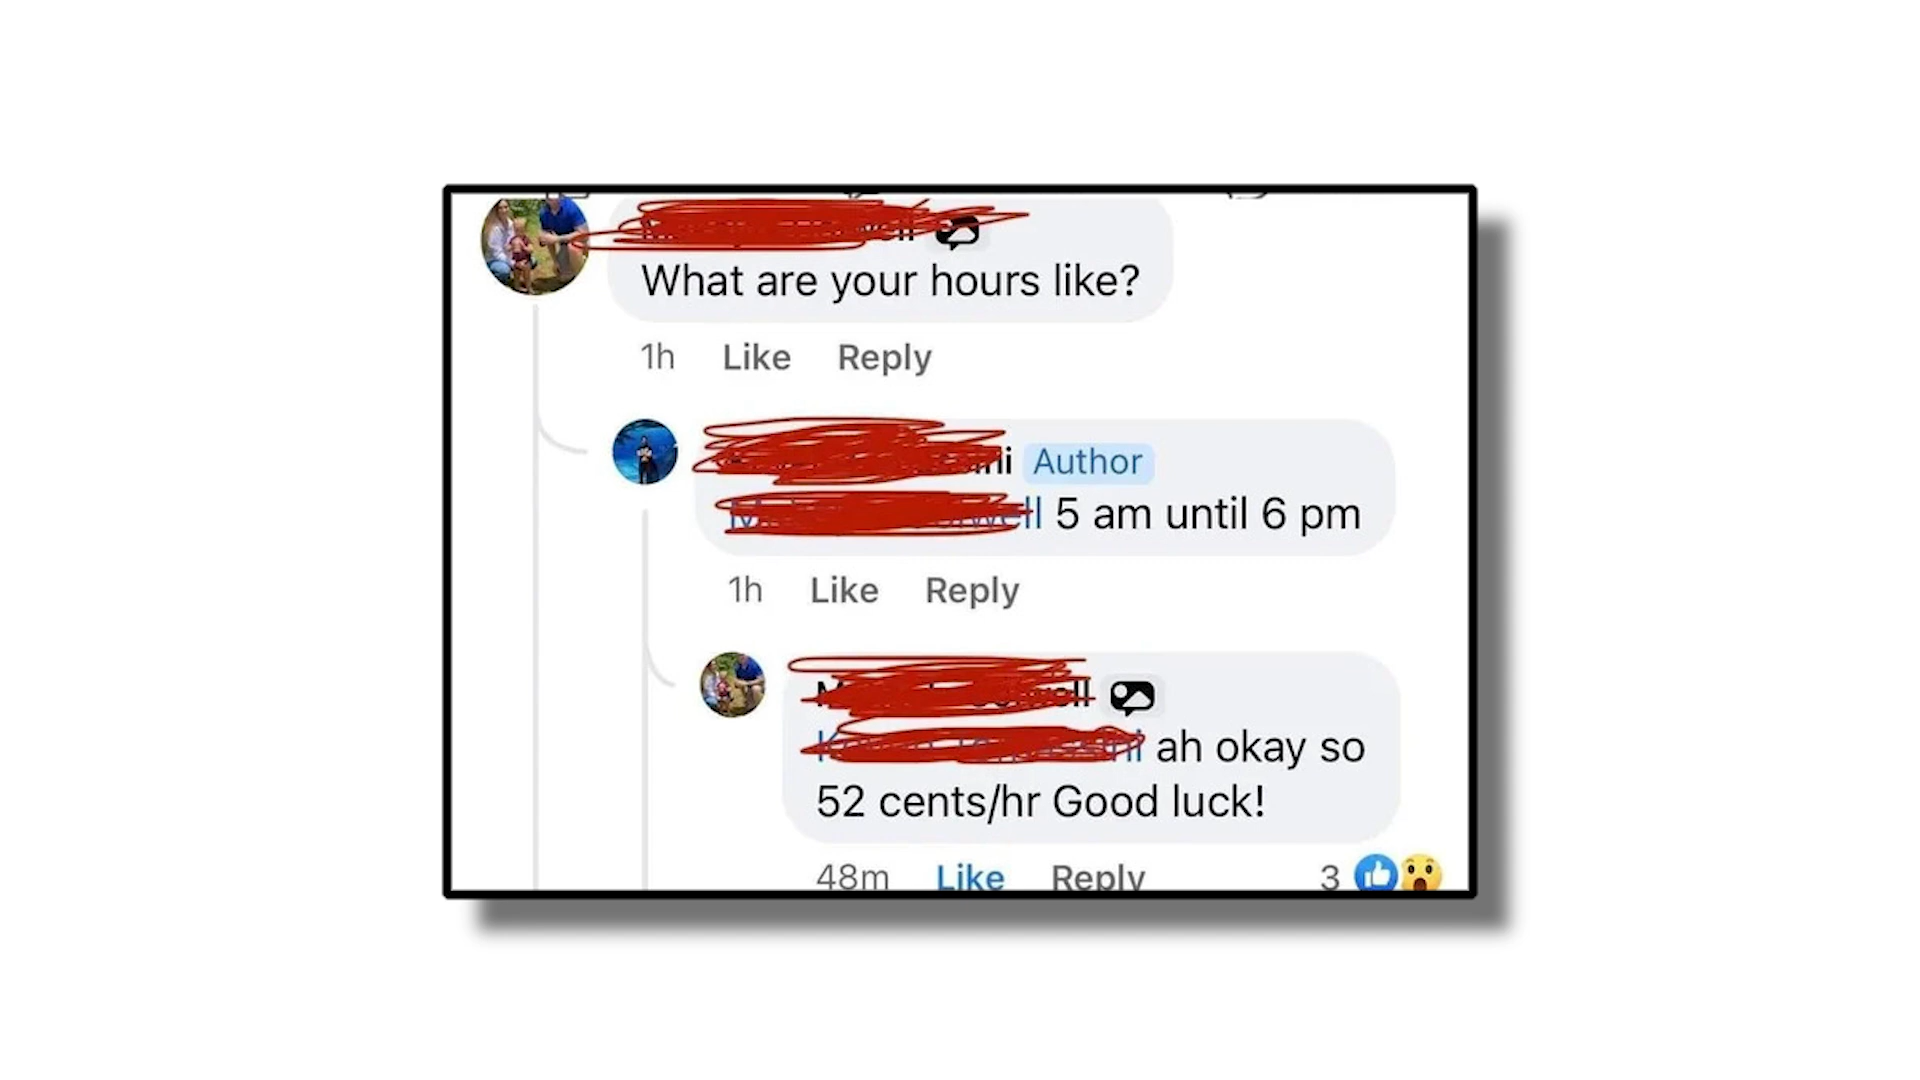 What are your hours like?
1h Like Reply
Author
5 am until 6 pm
1h Like Reply
ah okay so
52 cents/hr Good luck!
48m Like Reply 3